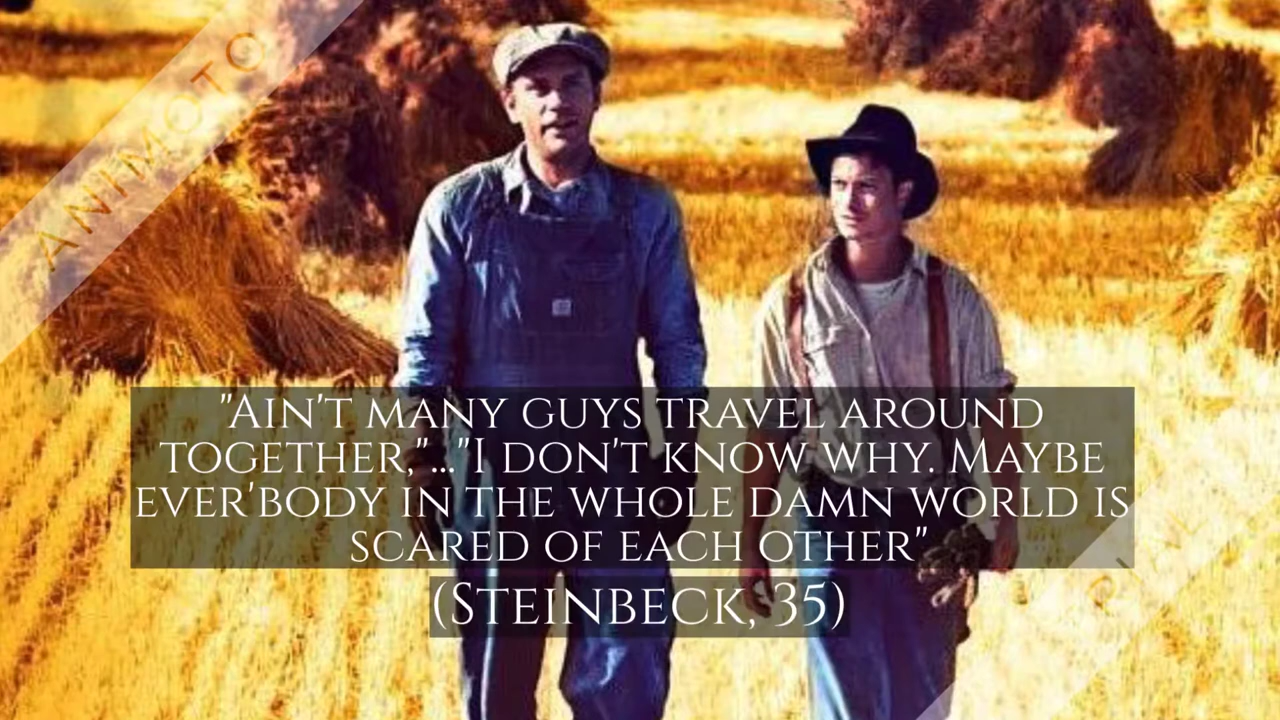 ANIMOTO
"Ain't many guys travel around
together,"..."I don't know why. Maybe
ever'body in the whole damn world is
scared of each other"
(Steinbeck, 35)